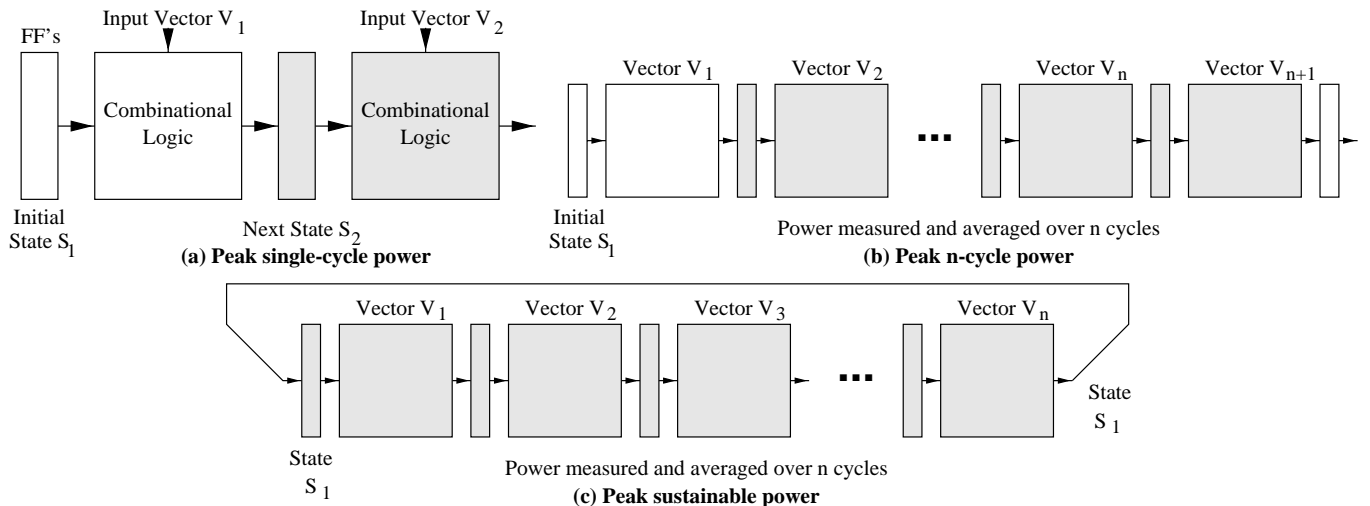 Input Vector V1
Input Vector V2
FF's
Combinational
Logic
Combinational
Logic
Initial
State S1
Next State S2
(a) Peak single-cycle power
Vector V1
Vector V2
Vector Vn
Vector Vn+1
...
Initial
State S1
Power measured and averaged over n cycles
(b) Peak n-cycle power
Vector V1
Vector V2
Vector V3
Vector Vn
...
State
S1
State
S1
Power measured and averaged over n cycles
(c) Peak sustainable power